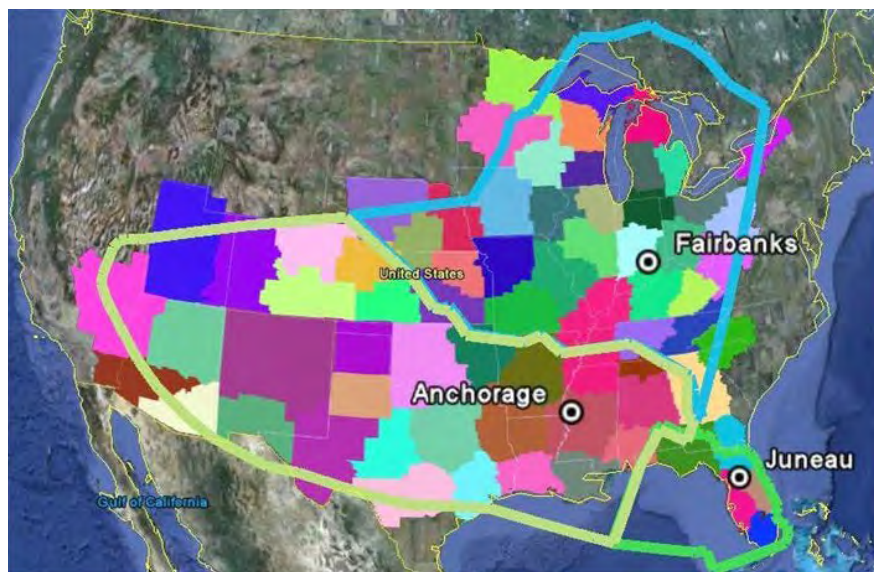 Fairbanks
United States
Anchorage
Juneau
Gulf of California